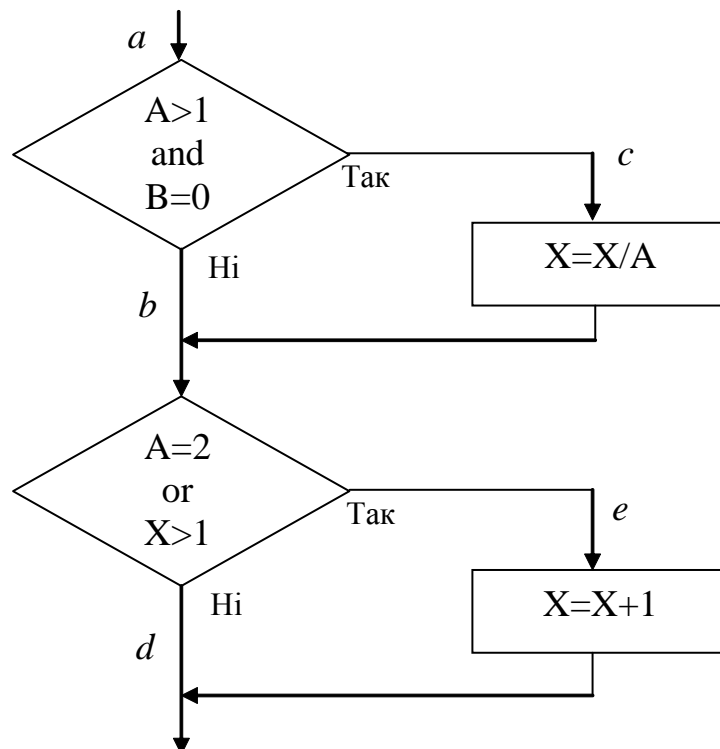 a
A>1
and
B=0
Так
c
X=X/A
Ні
b
A=2
or
X>1
Так
e
X=X+1
Ні
d